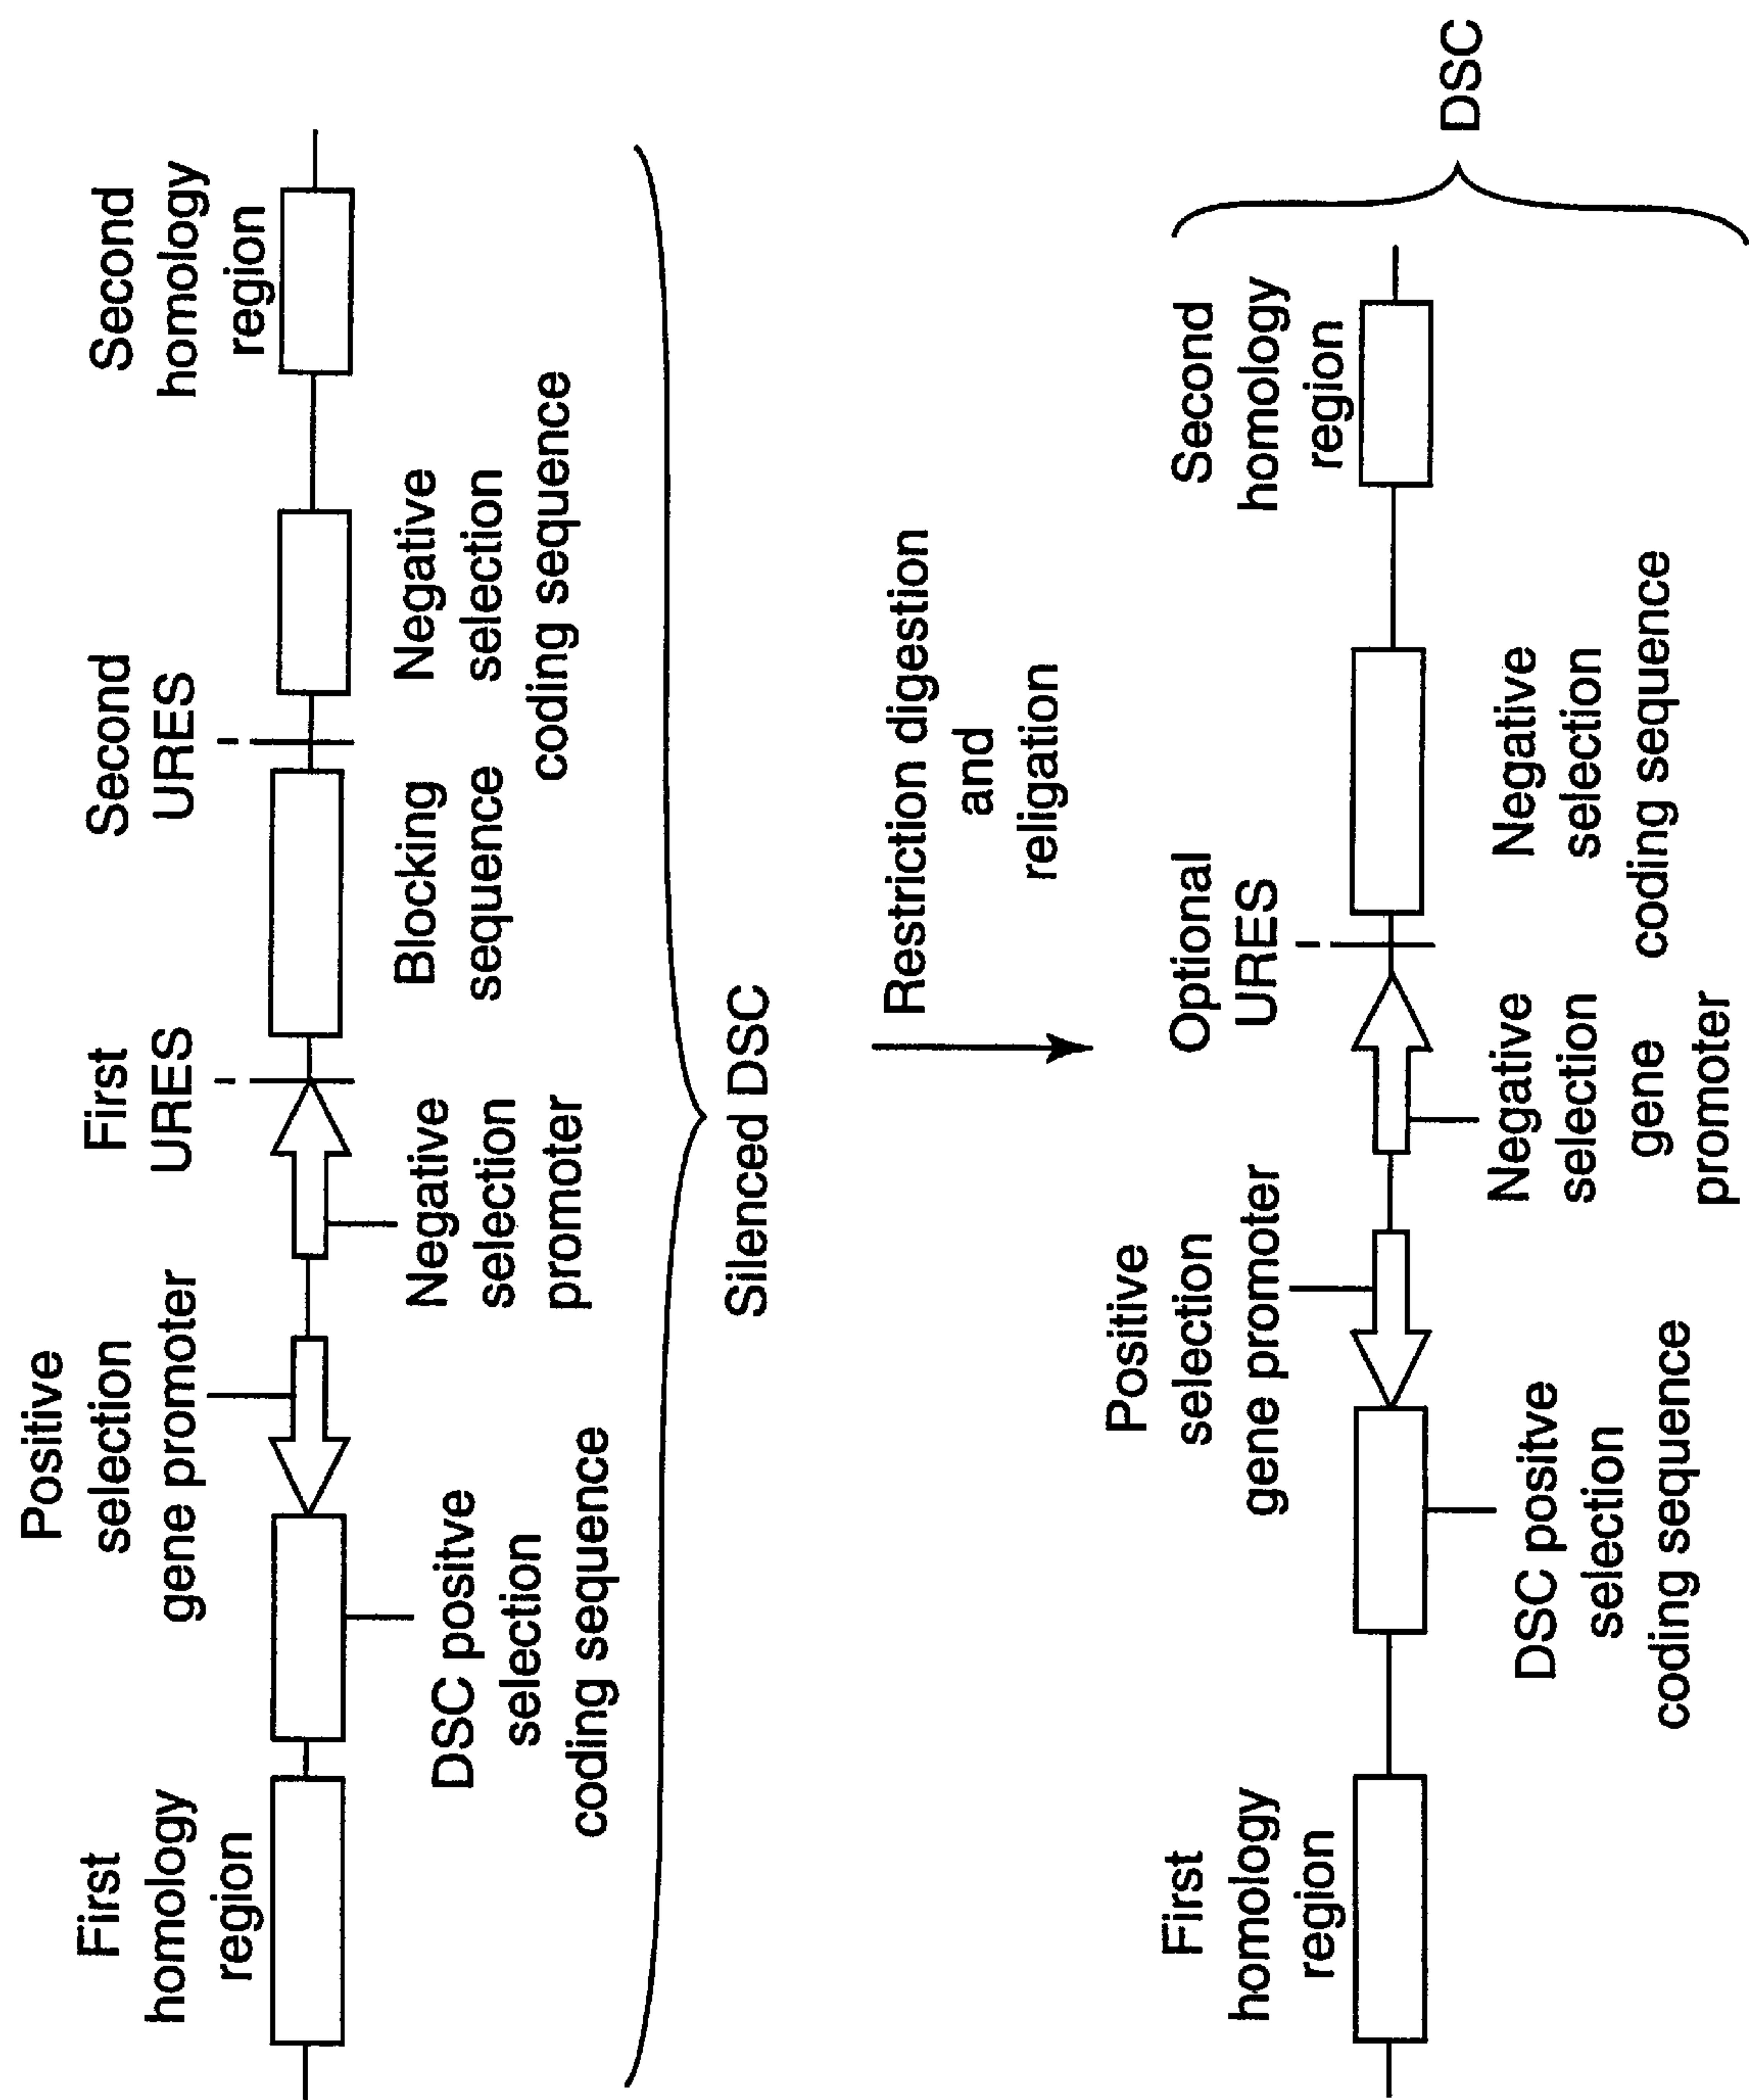 First
homology
region
Positive
selection
gene promoter
First
URES
Second
URES
Second
homology
region
DSC positve
selection
coding sequence
Negative
selection
promoter
Blocking
sequence
Negative
selection
coding sequence
Silenced DSC
Restriction digestion
and
religation
First
homology
region
Positive
selection
gene promoter
Optional
URES
Second
homology
region
DSC
DSC positve
selection
coding sequence
Negative
selection
gene
promoter
Negative
selection
coding sequence